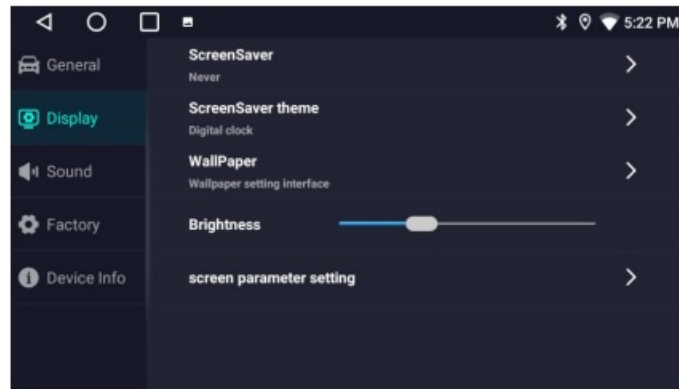 5:22 PM
General
Display
Sound
Factory
Device Info
ScreenSaver
Never
ScreenSaver theme
Digital clock
WallPaper
Wallpaper setting interface
Brightness
screen parameter setting